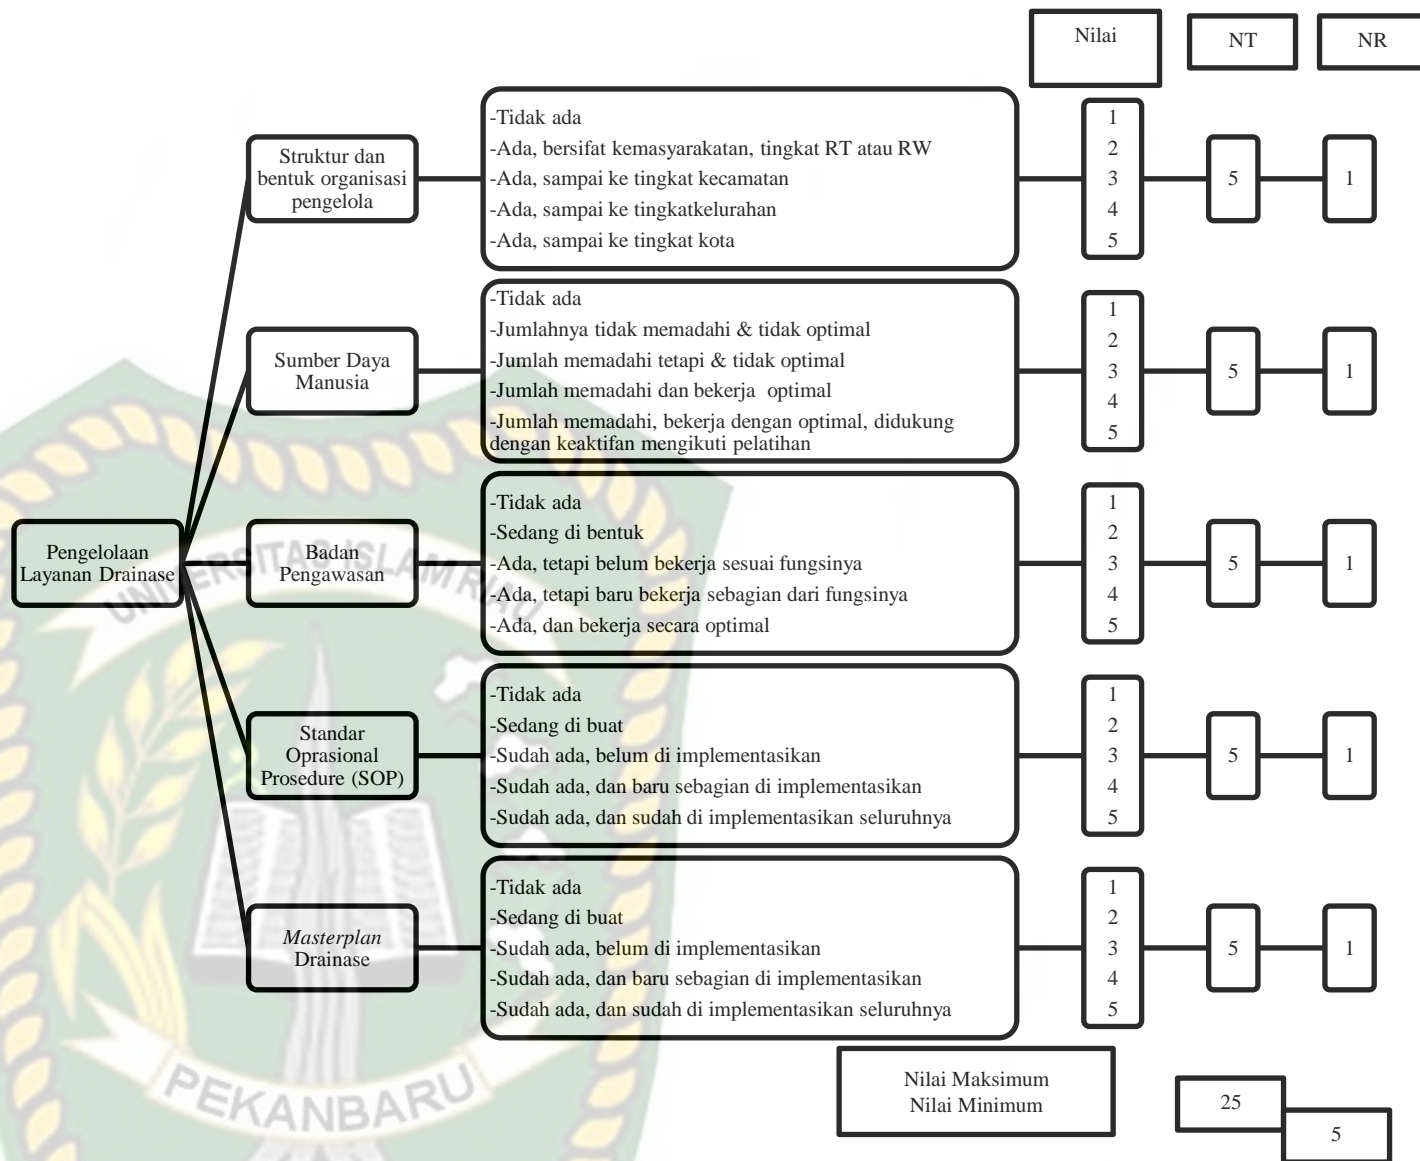 Nilai
NT
NR
Pengelolaan
Layanan Drainase
Struktur dan
bentuk organisasi
pengelola
-Tidak ada
-Ada, bersifat kemasyarakatan, tingkat RT atau RW
-Ada, sampai ke tingkat kecamatan
-Ada, sampai ke tingkatkelurahan
-Ada, sampai ke tingkat kota
1
2
3
4
5
5
1
Sumber Daya
Manusia
-Tidak ada
-Jumlahnya tidak memadahi & tidak optimal
-Jumlah memadahi tetapi & tidak optimal
-Jumlah memadahi dan bekerja optimal
-Jumlah memadahi, bekerja dengan optimal, didukung
dengan keaktifan mengikuti pelatihan
1
2
3
4
5
5
1
Badan
Pengawasan
-Tidak ada
-Sedang di bentuk
-Ada, tetapi belum bekerja sesuai fungsinya
-Ada, tetapi baru bekerja sebagian dari fungsinya
-Ada, dan bekerja secara optimal
1
2
3
4
5
5
1
Standar
Oprasional
Prosedure (SOP)
-Tidak ada
-Sedang di buat
-Sudah ada, belum di implementasikan
-Sudah ada, dan baru sebagian di implementasikan
-Sudah ada, dan sudah di implementasikan seluruhnya
1
2
3
4
5
5
1
Masterplan
Drainase
-Tidak ada
-Sedang di buat
-Sudah ada, belum di implementasikan
-Sudah ada, dan baru sebagian di implementasikan
-Sudah ada, dan sudah di implementasikan seluruhnya
1
2
3
4
5
5
1
Nilai Maksimum
Nilai Minimum
25
5
UNIVERSITAS ISLAM RIAU
PEKANBARU